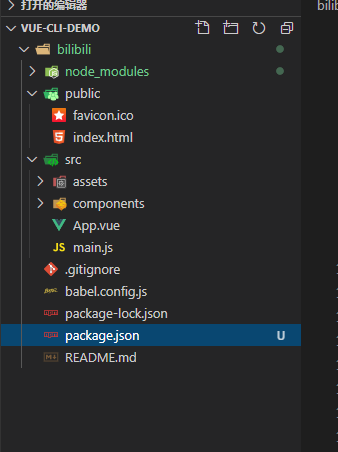 打开的编辑器
bilib
VUE-CLI-DEMO
bilibili
node_modules
public
favicon.ico
index.html
src
assets
components
App.vue
JS main.js
.gitignore
babel.config.js
package-lock.json
package.json U
README.md